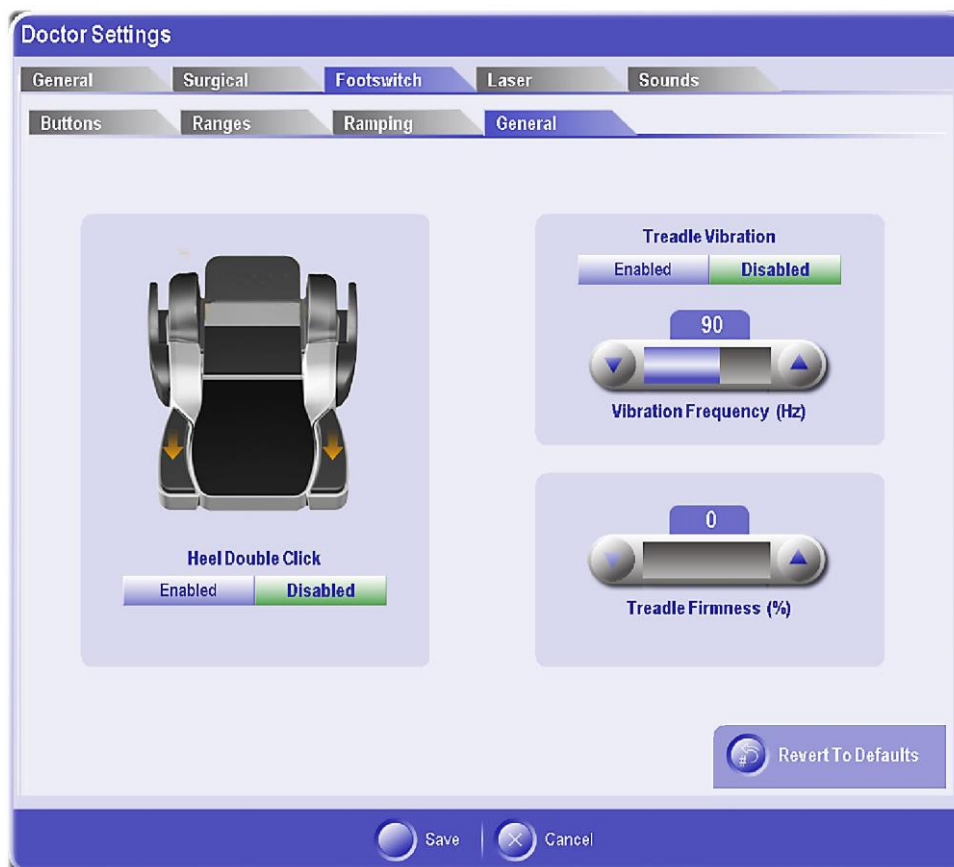 Doctor Settings
General Surgical Footswitch Laser Sounds
Buttons Ranges Ramping General
Treadle Vibration
Enabled Disabled
90
Vibration Frequency (Hz)
Heel Double Click
Enabled Disabled
0
Treadle Firmness (%)
# Revert To Defaults
Save Cancel